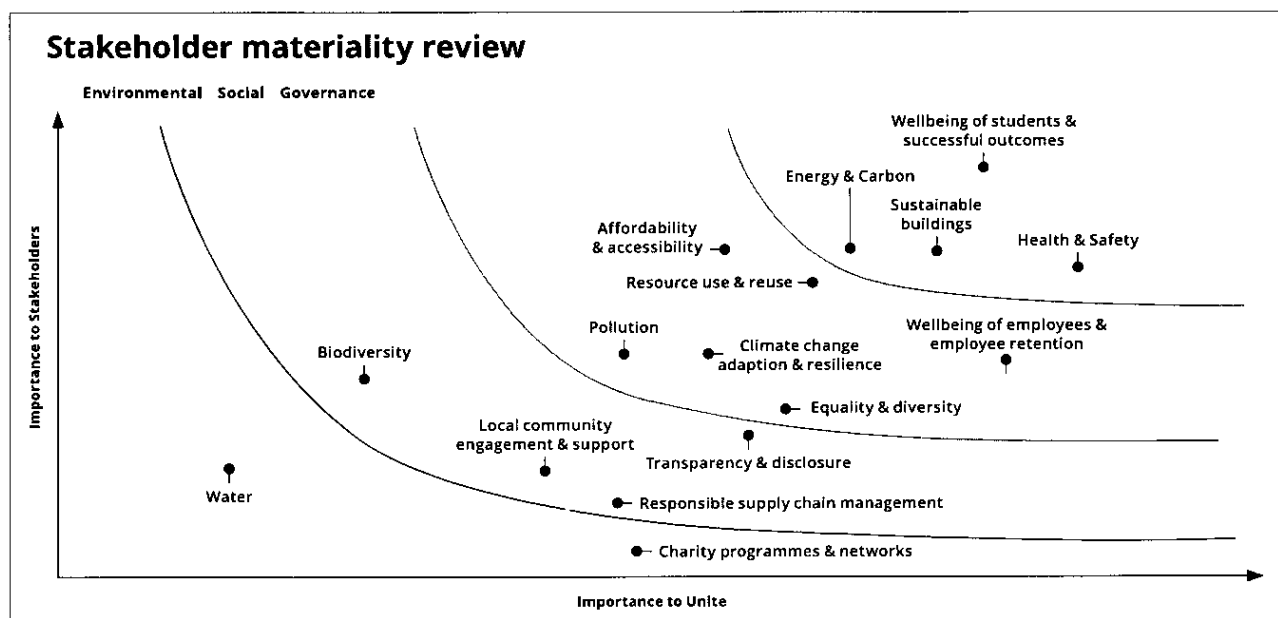 Stakeholder materiality review
Environmental Social Governance
Wellbeing of students &
successful outcomes
Energy & Carbon
Sustainable
buildings
Affordability
& accessibility
Health & Safety
Resource use & reuse
Pollution
Climate change
adaption & resilience
Wellbeing of employees &
employee retention
Biodiversity
Equality & diversity
Local community
engagement & support
Transparency & disclosure
Water
Responsible supply chain management
Charity programmes & networks
Importance to Stakeholders
Importance to Unite